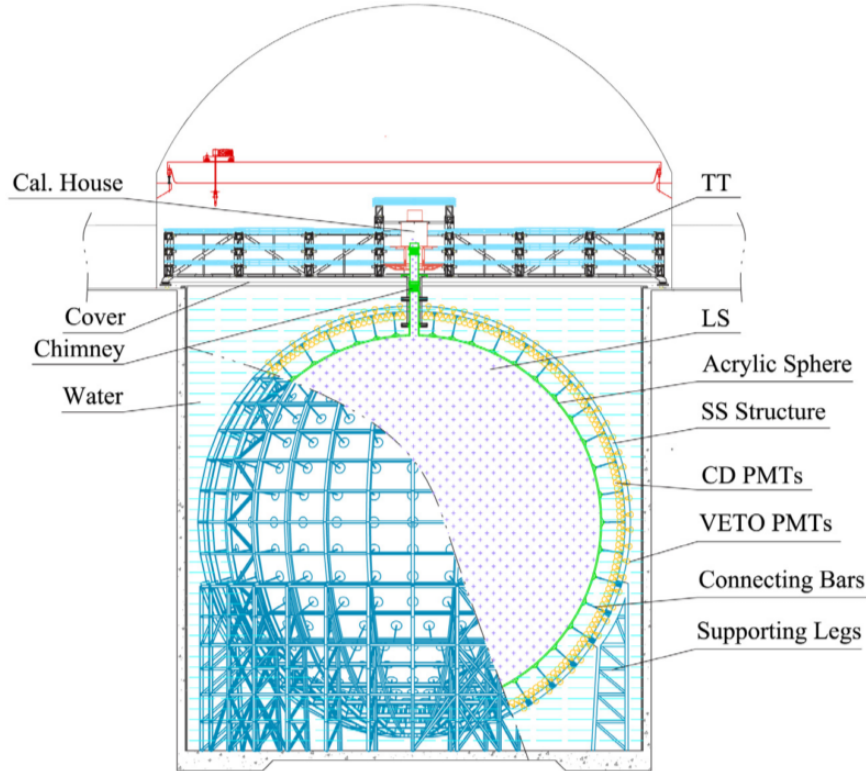 Cal. House
TT
Cover
Chimney
Water
LS
Acrylic Sphere
SS Structure
CD PMTs
VETO PMTs
Connecting Bars
Supporting Legs